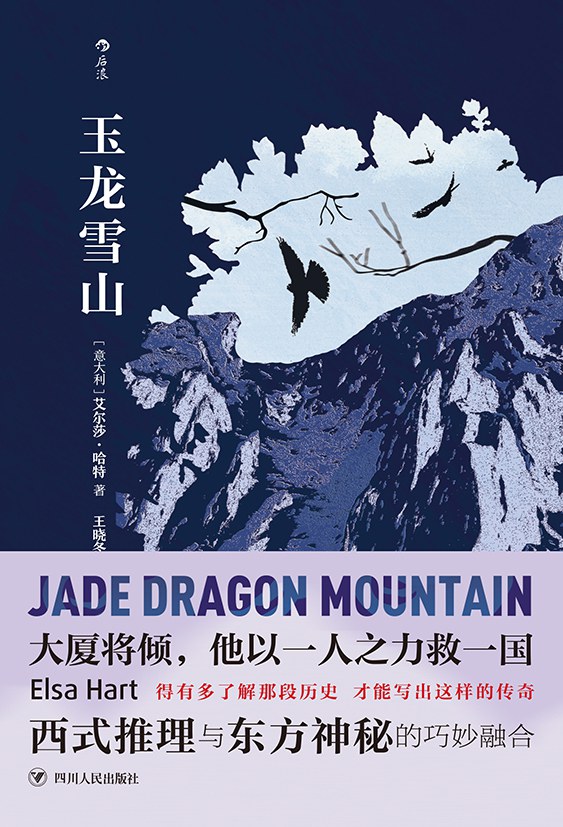 后浪
玉龙雪山
[意大利]艾尔莎·哈特 著
王晓冬
JADE DRAGON MOUNTAIN
大厦将倾，他以一人之力救一国
Elsa Hart 得有多了解那段历史 才能写出这样的传奇
西式推理与东方神秘的巧妙融合
四川人民出版社